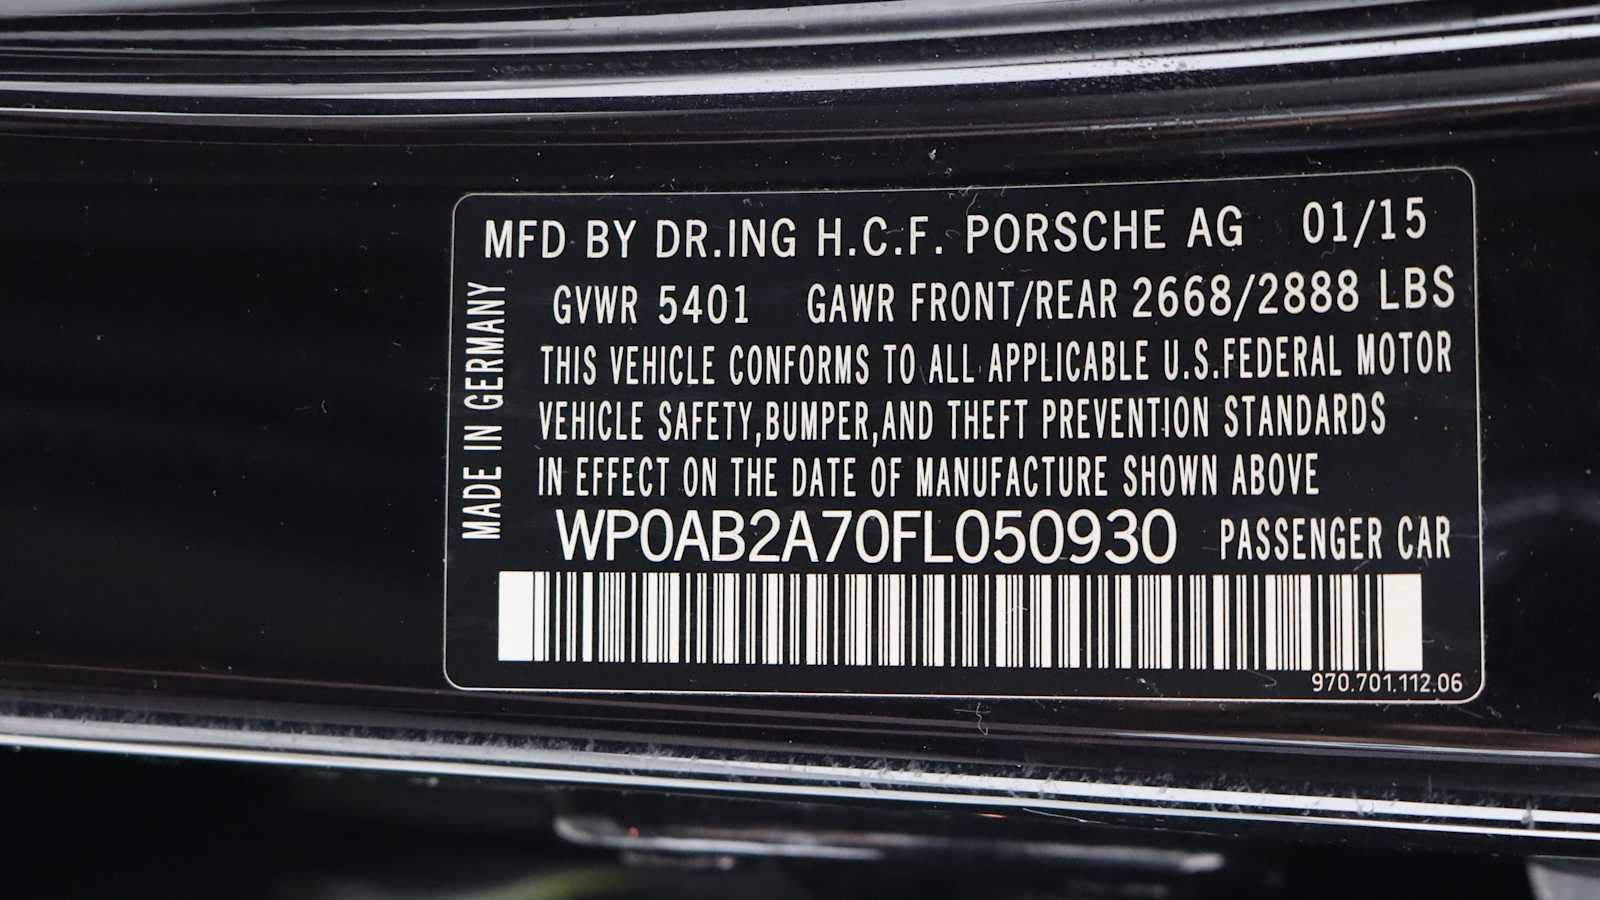 MFD BY DR.ING H.C.F. PORSCHE AG 01/15
GVWR 5401 GAWR FRONT/REAR 2668/2888 LBS
THIS VEHICLE CONFORMS TO ALL APPLICABLE U.S.FEDERAL MOTOR
VEHICLE SAFETY,BUMPER,AND THEFT PREVENTION STANDARDS
IN EFFECT ON THE DATE OF MANUFACTURE SHOWN ABOVE
WP0AB2A70FL050930 PASSENGER CAR
970.701.112.06
MADE IN GERMANY